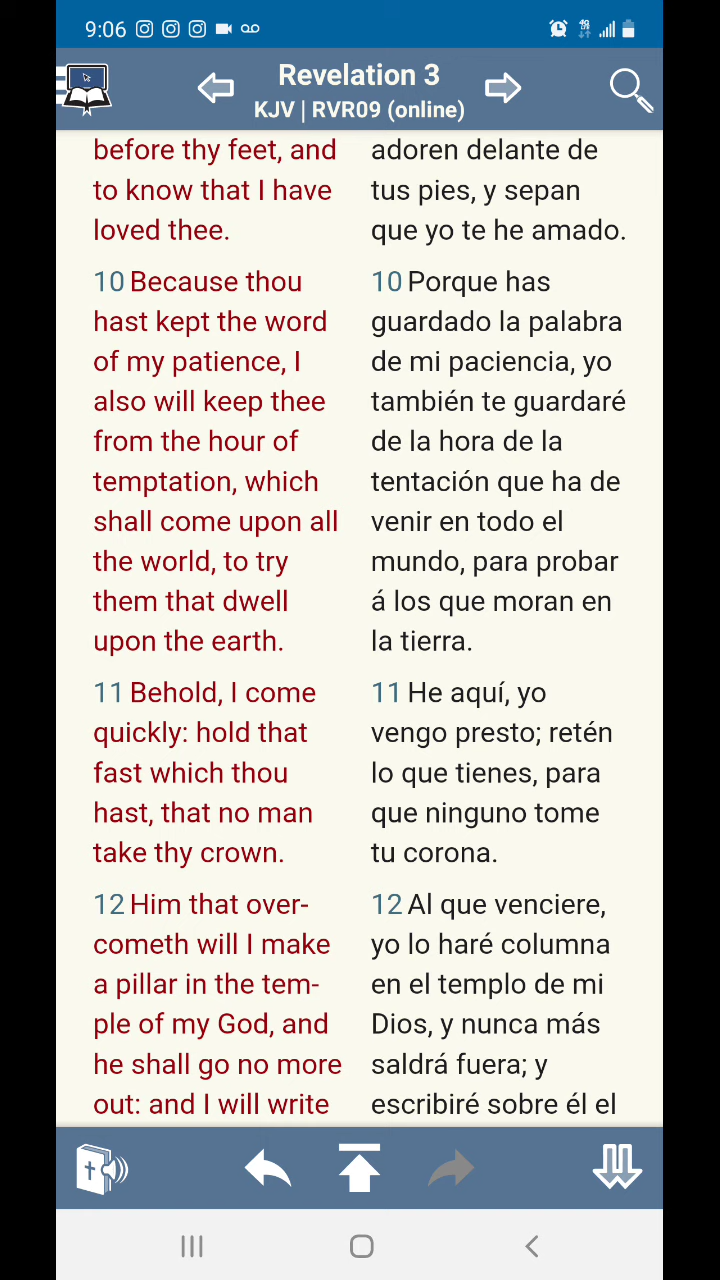 9:06
Revelation 3
KJV | RVR09 (online)
before thy feet, and
to know that I have
loved thee.
10 Because thou
hast kept the word
of my patience, I
also will keep thee
from the hour of
temptation, which
shall come upon all
the world, to try
them that dwell
upon the earth.
11 Behold, I come
quickly: hold that
fast which thou
hast, that no man
take thy crown.
12 Him that over-
cometh will I make
a pillar in the tem-
ple of my God, and
he shall go no more
out: and I will write
adoren delante de
tus pies, y sepan
que yo te he amado.
10 Porque has
guardado la palabra
de mi paciencia, yo
también te guardaré
de la hora de la
tentación que ha de
venir en todo el
mundo, para probar
á los que moran en
la tierra.
11 He aquí, yo
vengo presto; retén
lo que tienes, para
que ninguno tome
tu corona.
12 Al que venciere,
yo lo haré columna
en el templo de mi
Dios, y nunca más
saldrá fuera; y
escribiré sobre él el